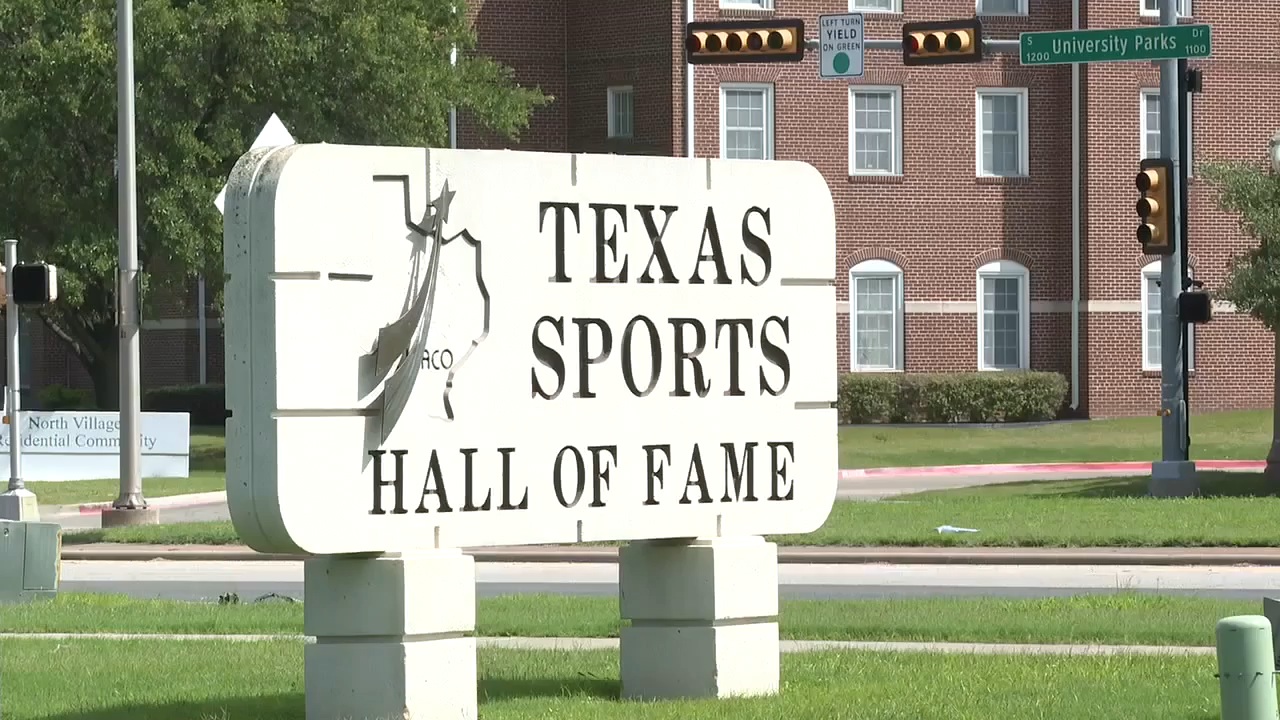 LEFT TURN
YIELD
ON GREEN
S
1200
University Parks
Dr
1100
TEXAS
SPORTS
HALL OF FAME
North Village
Residential Community